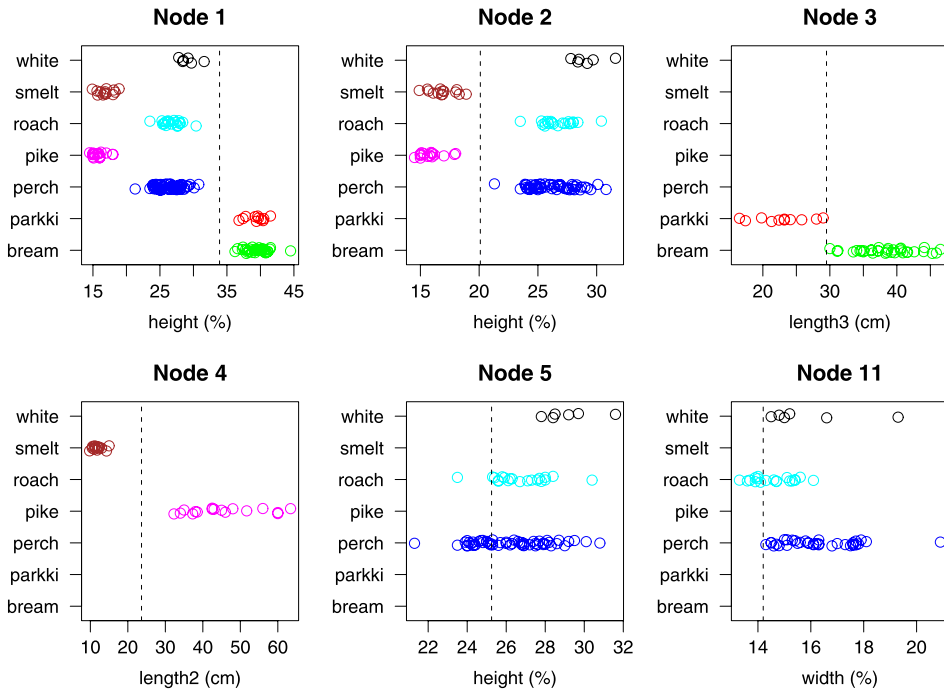 Node 1
white
smelt
roach
pike
perch
parkki
bream
15 25 35 45
height (%)
Node 2
white
smelt
roach
pike
perch
parkki
bream
15 20 25 30
height (%)
Node 3
white
smelt
roach
pike
perch
parkki
bream
20 30 40
length3 (cm)
Node 4
white
smelt
roach
pike
perch
parkki
bream
10 20 30 40 50 60
length2 (cm)
Node 5
white
smelt
roach
pike
perch
parkki
bream
22 24 26 28 30 32
height (%)
Node 11
white
smelt
roach
pike
perch
parkki
bream
14 16 18 20
width (%)